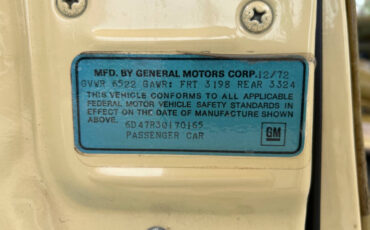 MFD. BY GENERAL MOTORS CORP. 12/72
GVWR 6522 GAWR: FRT 3198 REAR 3324
THIS VEHICLE CONFORMS TO ALL APPLICABLE
FEDERAL MOTOR VEHICLE SAFETY STANDARDS IN
EFFECT ON THE DATE OF MANUFACTURE SHOWN
ABOVE.
6D47R3Q170165
PASSENGER CAR
GM